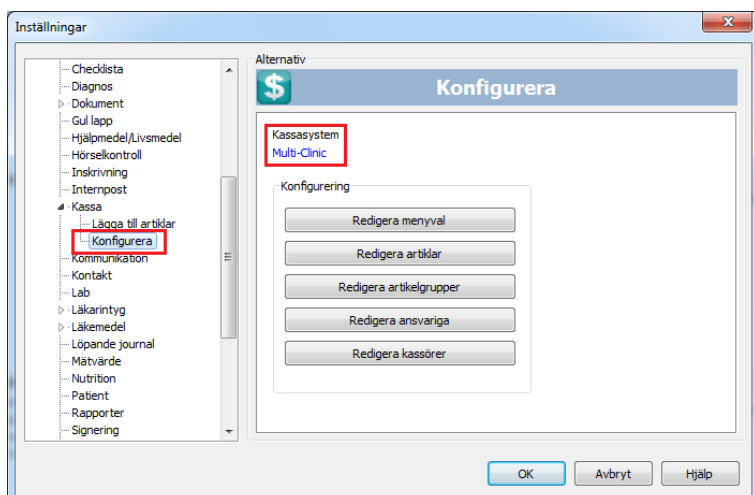 Inställningar
Checklista
Diagnos
Dokument
Gul lapp
Hjälpmedel/Livsmedel
Hörselkontroll
Inskrivning
Internpost
Kassa
Lägga till artiklar
Konfigurera
Kommunikation
Kontakt
Lab
Läkarintyg
Läkemedel
Löpande journal
Mätvärde
Nutrition
Patient
Rapporter
Signering
Alternativ
$ Konfigurera
Kassasystem
Multi-Clinic
Konfigurering
Redigera menyval
Redigera artiklar
Redigera artikelgrupper
Redigera ansvariga
Redigera kassörer
OK Avbryt Hjälp